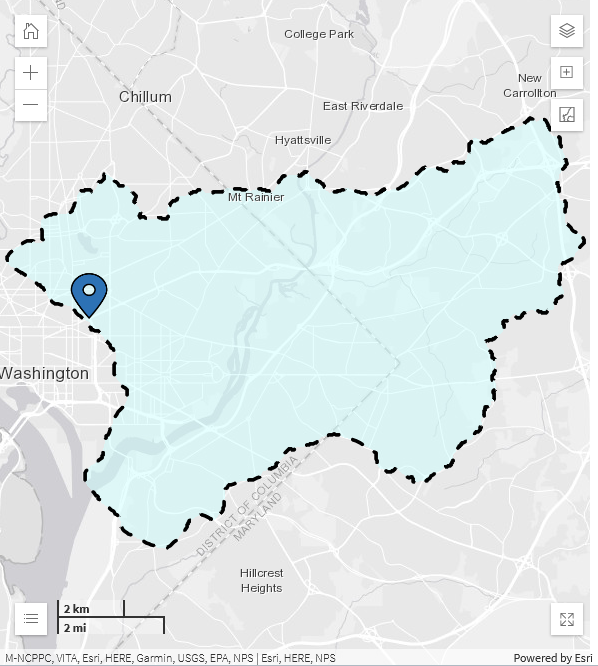 College Park
New
Carrollton
Chillum
East Riverdale
Hyattsville
Mt Rainier
Washington
DISTRICT OF COLUMBIA
MARYLAND
Hillcrest
Heights
2 km
2 mi
M-NCPPC, VITA, Esri, HERE, Garmin, USGS, EPA, NPS | Esri, HERE, NPS
Powered by Esri